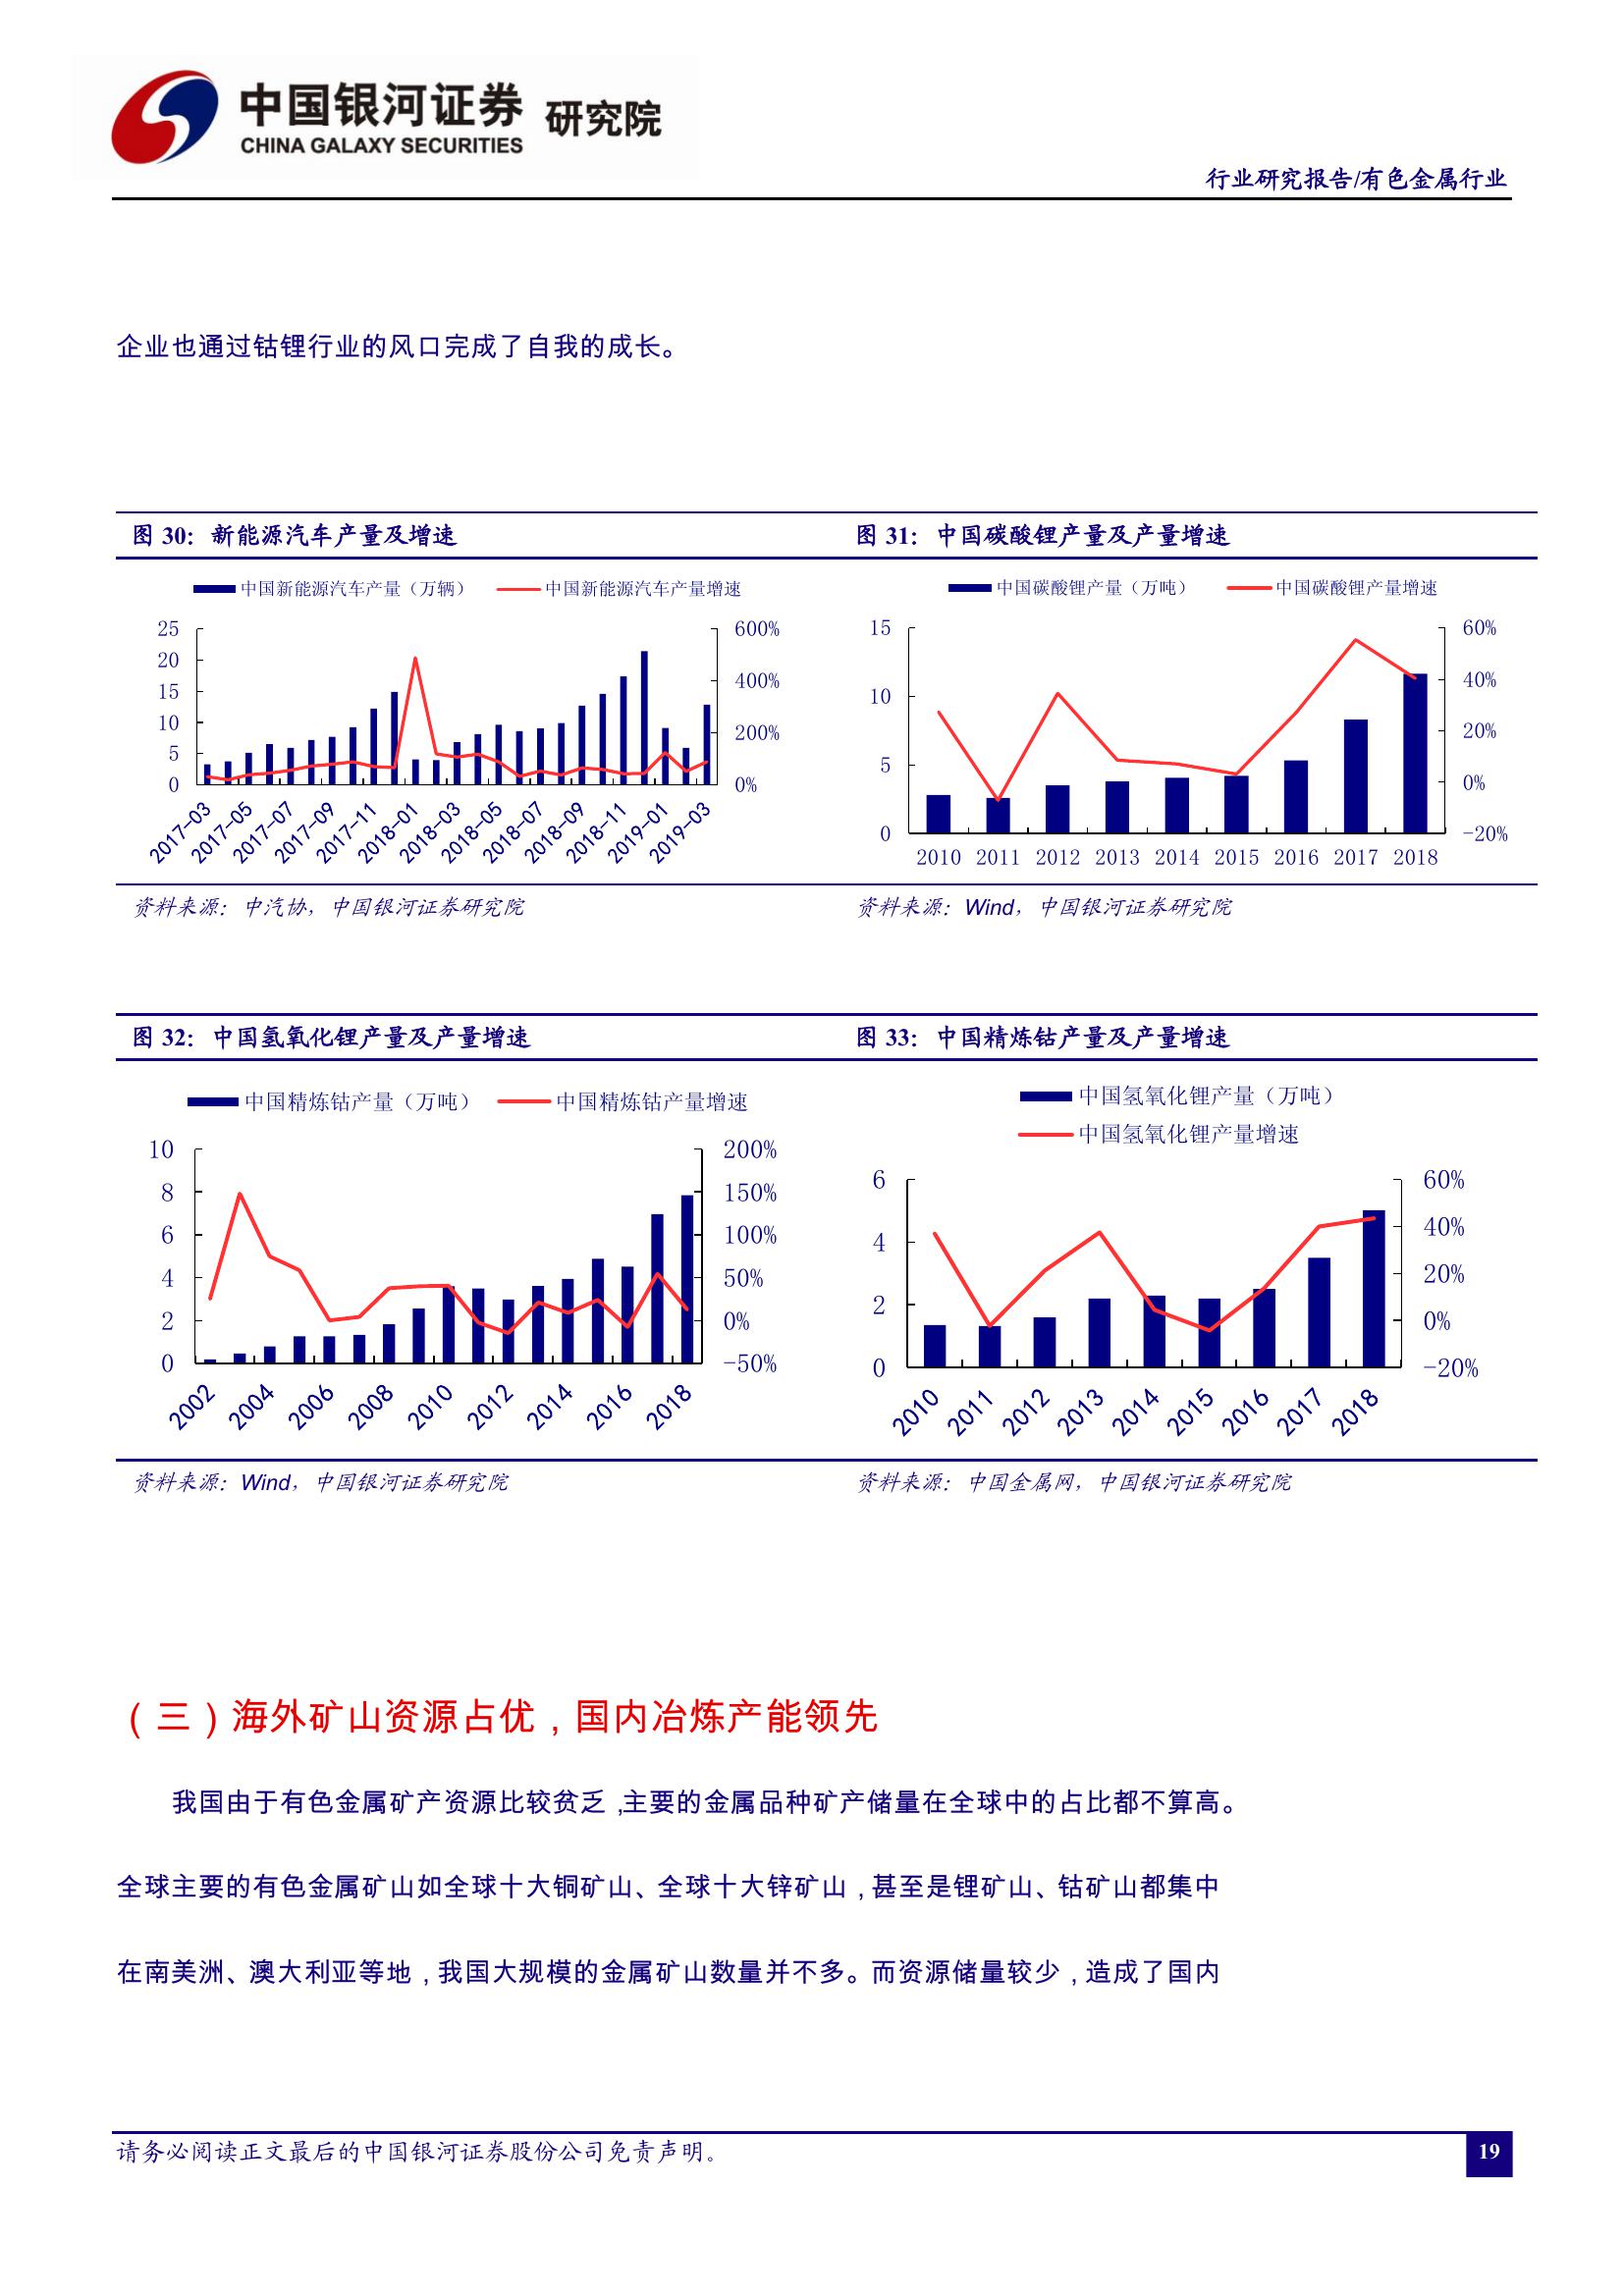 中国银河证券 研究院
CHINA GALAXY SECURITIES
行业研究报告/有色金属行业
企业也通过钴锂行业的风口完成了自我的成长。
图 30：新能源汽车产量及增速
中国新能源汽车产量（万辆） 中国新能源汽车产量增速
25 600%
20
15 400%
10
5 200%
0 0%
2017-03 2017-05 2017-07 2017-09 2017-11 2018-01 2018-03 2018-05 2018-07 2018-09 2018-11 2019-01 2019-03
资料来源：中汽协，中国银河证券研究院
图 31：中国碳酸锂产量及产量增速
中国碳酸锂产量（万吨） 中国碳酸锂产量增速
15 60%
10 40%
20%
5 0%
0 -20%
2010 2011 2012 2013 2014 2015 2016 2017 2018
资料来源：Wind，中国银河证券研究院
图 32：中国氢氧化锂产量及产量增速
中国精炼钴产量（万吨） 中国精炼钴产量增速
10 200%
8 150%
6 100%
4 50%
2 0%
0 -50%
2002 2004 2006 2008 2010 2012 2014 2016 2018
资料来源：Wind，中国银河证券研究院
图 33：中国精炼钴产量及产量增速
中国氢氧化锂产量（万吨）
中国氢氧化锂产量增速
6 60%
4 40%
20%
2 0%
0 -20%
2010 2011 2012 2013 2014 2015 2016 2017 2018
资料来源：中国金属网，中国银河证券研究院
（三）海外矿山资源占优，国内冶炼产能领先
我国由于有色金属矿产资源比较贫乏，主要的金属品种矿产储量在全球中的占比都不算高。
全球主要的有色金属矿山如全球十大铜矿山、全球十大锌矿山，甚至是锂矿山、钴矿山都集中
在南美洲、澳大利亚等地，我国大规模的金属矿山数量并不多。而资源储量较少，造成了国内
请务必阅读正文最后的中国银河证券股份公司免责声明。
19